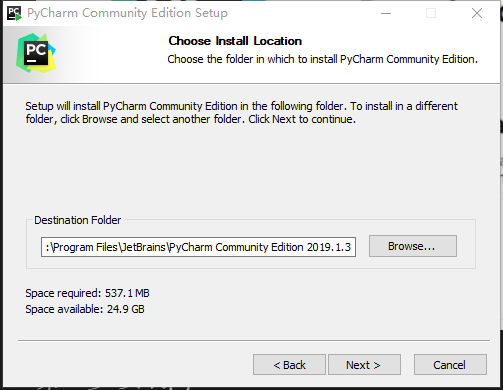 PyCharm Community Edition Setup
PC
Choose Install Location
Choose the folder in which to install PyCharm Community Edition.
Setup will install PyCharm Community Edition in the following folder. To install in a different
folder, click Browse and select another folder. Click Next to continue.
Destination Folder
:\Program Files\JetBrains\PyCharm Community Edition 2019.1.3
Browse...
Space required: 537.1 MB
Space available: 24.9 GB
< Back
Next >
Cancel